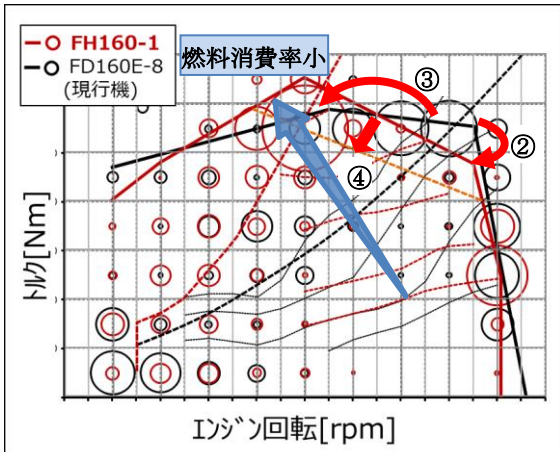 FH160-1
FD160E-8
(現行機)
燃料消費率小
③
②
④
トルク[Nm]
エンジン回転[rpm]